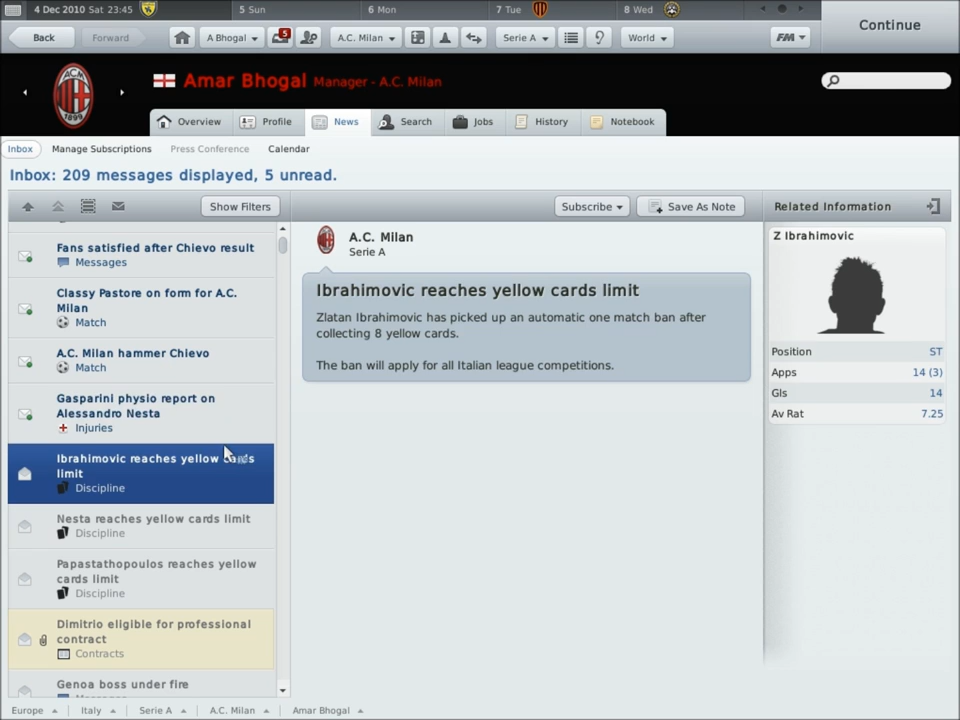 4 Dec 2010 Sat 23:45
5 Sun
6 Mon
7 Tue
8 Wed
Continue
Back
Forward
A Bhogal
5
A.C. Milan
Serie A
World
FM
ACM
1899
Amar Bhogal Manager - A.C. Milan
Overview
Profile
News
Search
Jobs
History
Notebook
Inbox
Manage Subscriptions
Press Conference
Calendar
Inbox: 209 messages displayed, 5 unread.
Show Filters
Fans satisfied after Chievo result
Messages
Classy Pastore on form for A.C.
Milan
Match
A.C. Milan hammer Chievo
Match
Gasparini physio report on
Alessandro Nesta
Injuries
Ibrahimovic reaches yellow cards
limit
Discipline
Nesta reaches yellow cards limit
Discipline
Papastathopoulos reaches yellow
cards limit
Discipline
Dimitrio eligible for professional
contract
Contracts
Genoa boss under fire
Subscribe
Save As Note
A.C. Milan
Serie A
Ibrahimovic reaches yellow cards limit
Zlatan Ibrahimovic has picked up an automatic one match ban after
collecting 8 yellow cards.
The ban will apply for all Italian league competitions.
Related Information
Z Ibrahimovic
Position ST
Apps 14 (3)
Gls 14
Av Rat 7.25
Europe
Italy
Serie A
A.C. Milan
Amar Bhogal